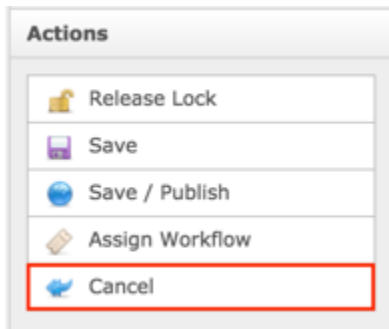 Actions
Release Lock
Save
Save / Publish
Assign Workflow
Cancel